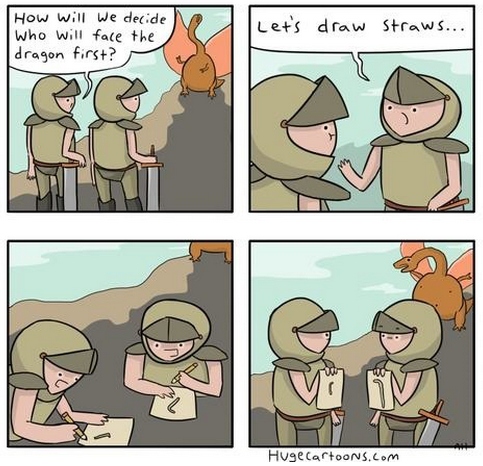 How will we decide
who will face the
dragon first?
Let's draw straws...
HUGECARTOONS.COM